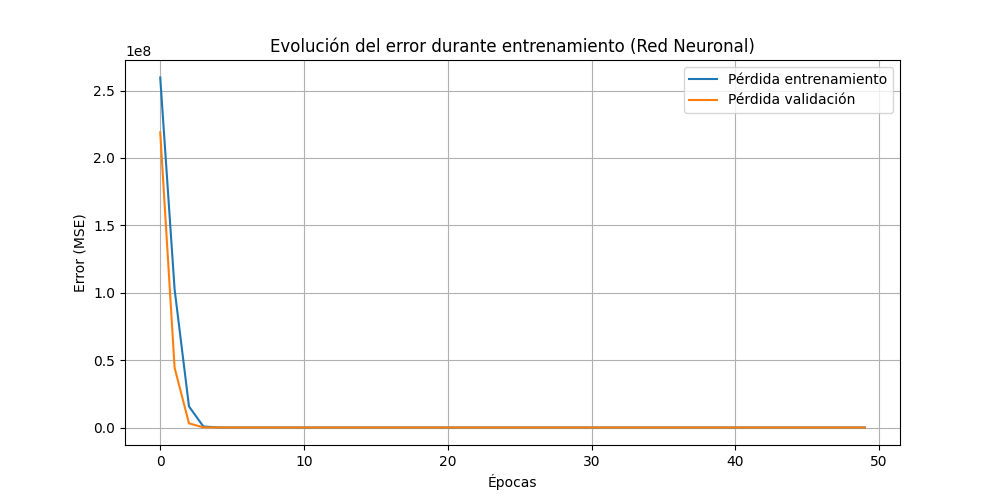 Evolución del error durante entrenamiento (Red Neuronal)
1e8
Pérdida entrenamiento
Pérdida validación
2.5
2.0
1.5
1.0
0.5
0.0
Error (MSE)
0 10 20 30 40 50
Épocas